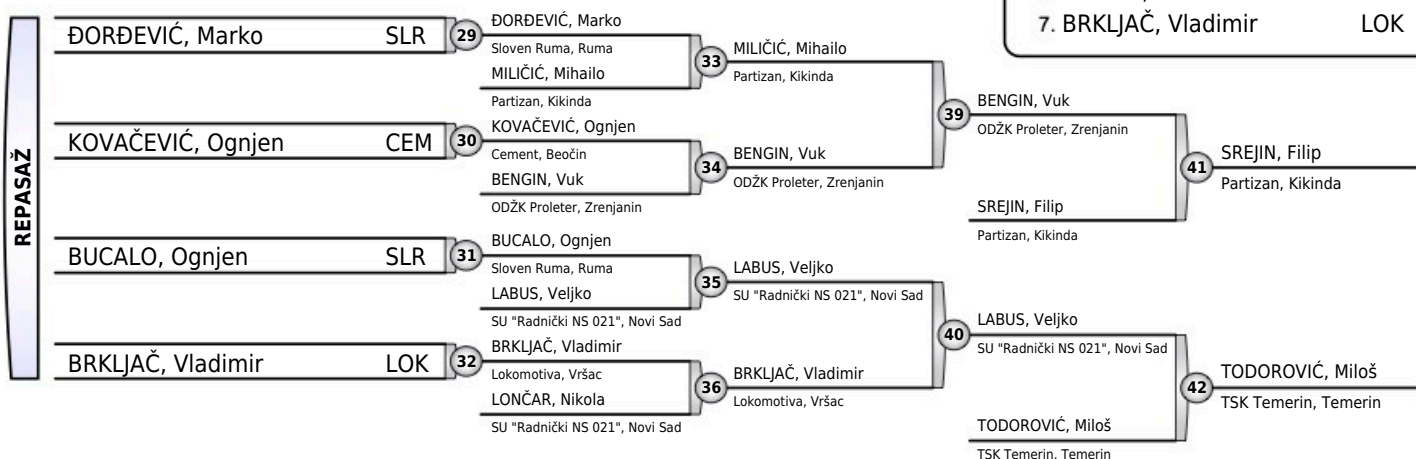 7. BRKLJAČ, Vladimir LOK
REPASAŽ
ĐORĐEVIĆ, Marko SLR
KOVAČEVIĆ, Ognjen CEM
BUCALO, Ognjen SLR
BRKLJAČ, Vladimir LOK
29
30
31
32
ĐORĐEVIĆ, Marko
Sloven Ruma, Ruma
MILIČIĆ, Mihailo
Partizan, Kikinda
KOVAČEVIĆ, Ognjen
Cement, Beočin
BENGIN, Vuk
ODŽK Proleter, Zrenjanin
BUCALO, Ognjen
Sloven Ruma, Ruma
LABUS, Veljko
SU "Radnički NS 021", Novi Sad
BRKLJAČ, Vladimir
Lokomotiva, Vršac
LONČAR, Nikola
SU "Radnički NS 021", Novi Sad
33
34
35
36
MILIČIĆ, Mihailo
Partizan, Kikinda
BENGIN, Vuk
ODŽK Proleter, Zrenjanin
LABUS, Veljko
SU "Radnički NS 021", Novi Sad
BRKLJAČ, Vladimir
Lokomotiva, Vršac
39
40
BENGIN, Vuk
ODŽK Proleter, Zrenjanin
SREJIN, Filip
Partizan, Kikinda
LABUS, Veljko
SU "Radnički NS 021", Novi Sad
TODOROVIĆ, Miloš
TSK Temerin, Temerin
41
42
SREJIN, Filip
Partizan, Kikinda
TODOROVIĆ, Miloš
TSK Temerin, Temerin